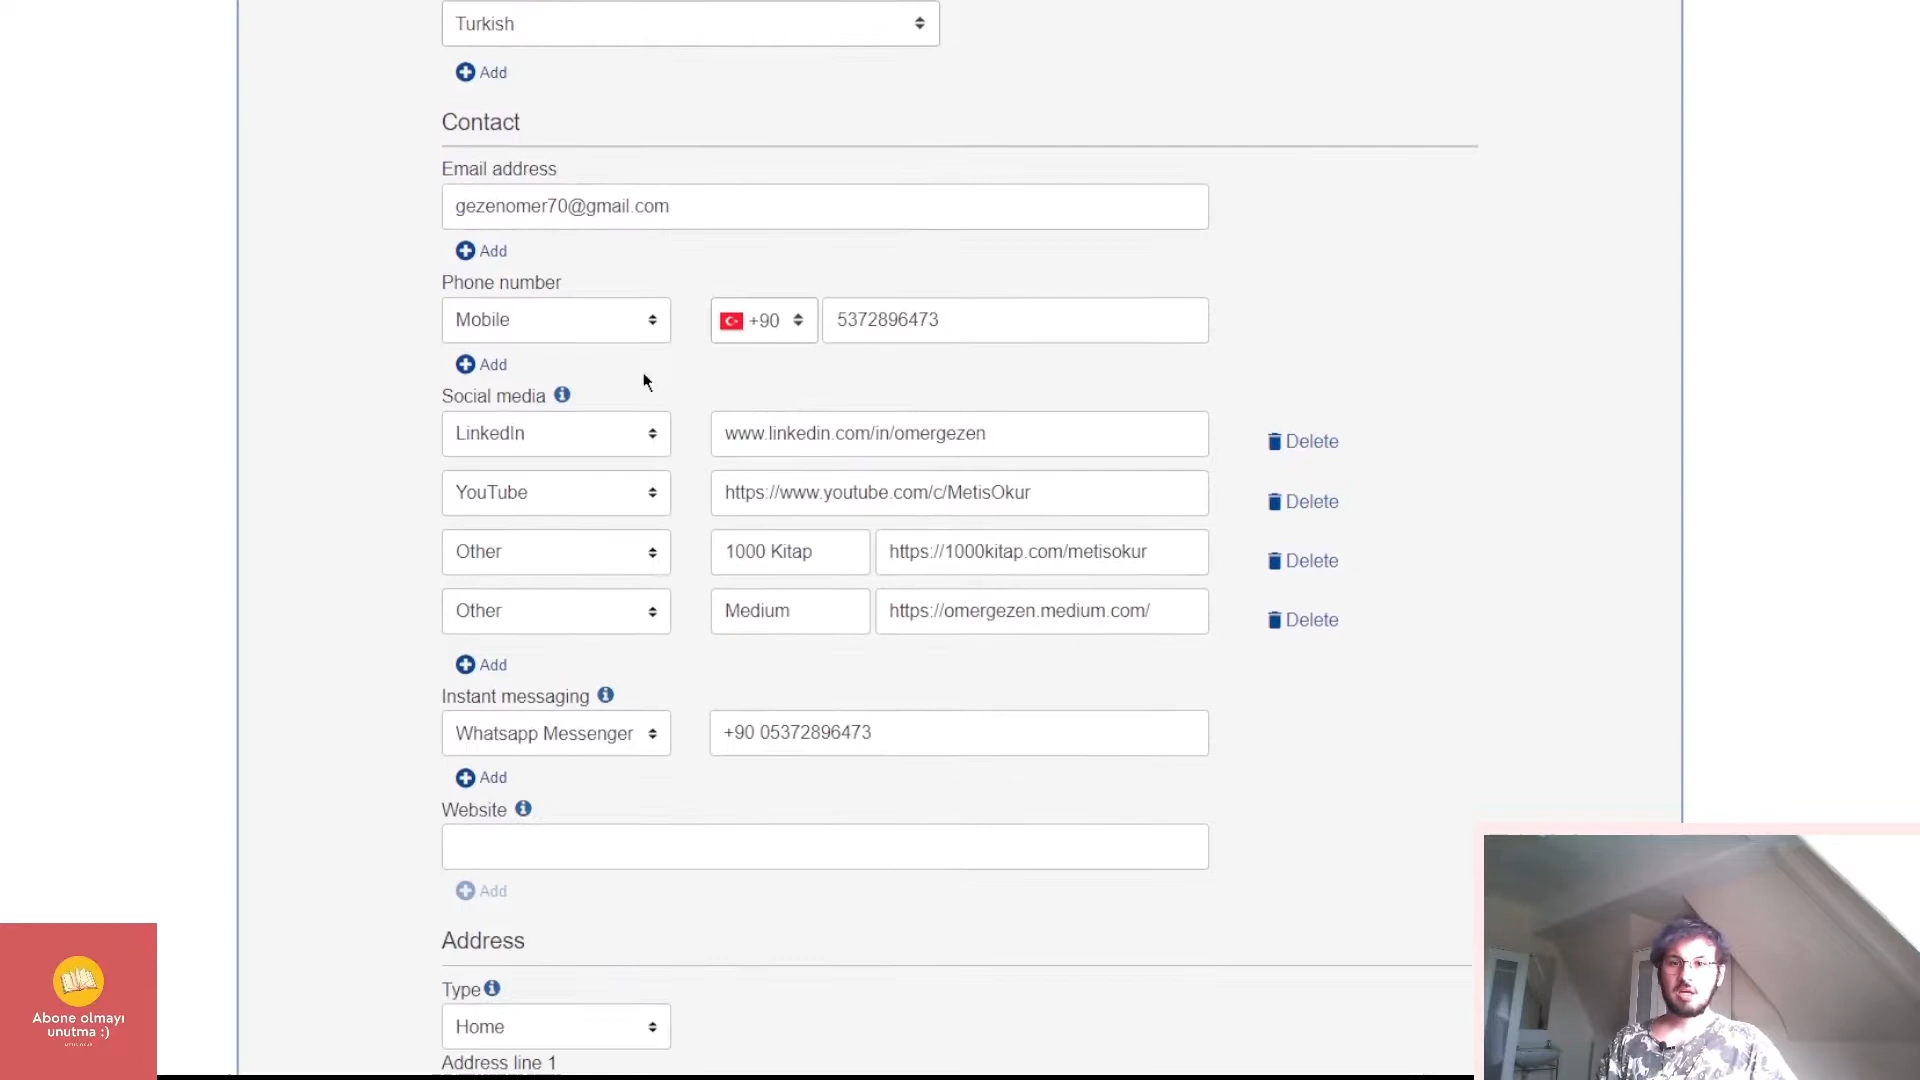 Turkish
Add
Contact
Email address
gezenomer70@gmail.com
Add
Phone number
Mobile +90 5372896473
Add
Social media
LinkedIn www.linkedin.com/in/omergezen Delete
YouTube https://www.youtube.com/c/MetisOkur Delete
Other 1000 Kitap https://1000kitap.com/metisokur Delete
Other Medium https://omergezen.medium.com/ Delete
Add
Instant messaging
Whatsapp Messenger +90 05372896473
Add
Website
Add
Address
Type
Home
Address line 1
Abone olmayı
unutma :)